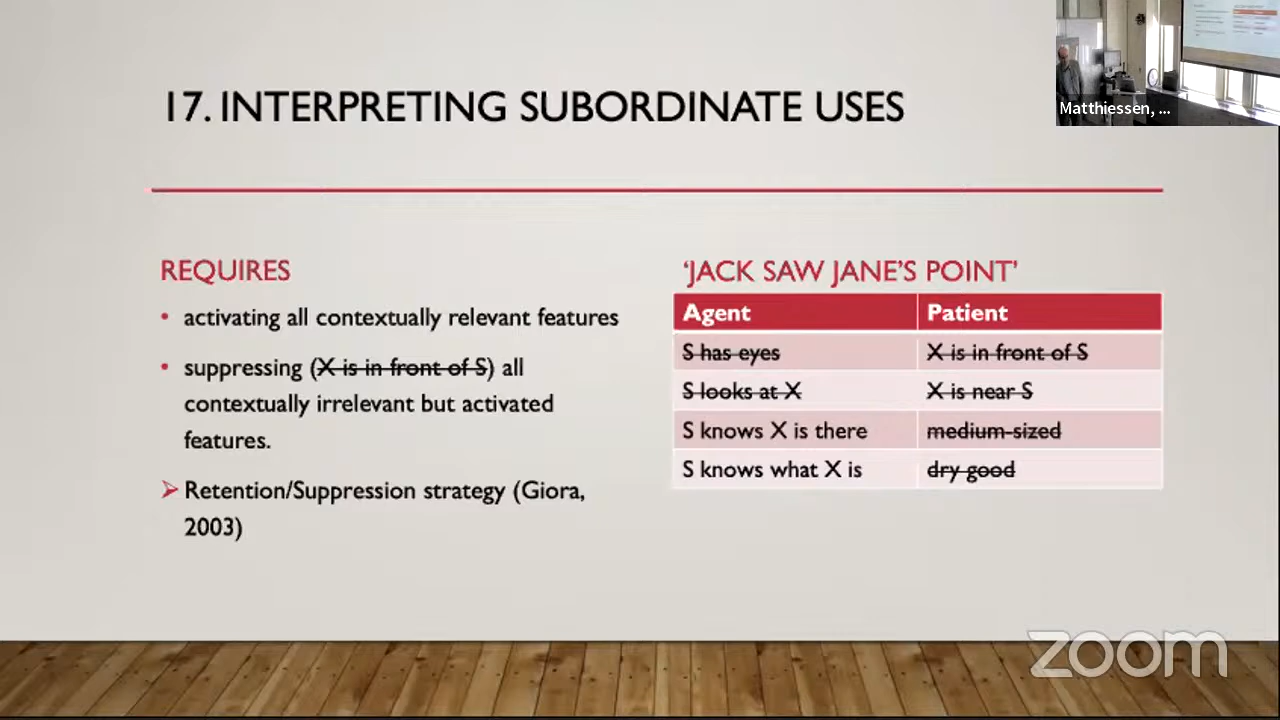 17. INTERPRETING SUBORDINATE USES
Matthiessen, ...
REQUIRES
• activating all contextually relevant features
• suppressing (X is in front of S) all
contextually irrelevant but activated
features.
➢ Retention/Suppression strategy (Giora,
2003)
'JACK SAW JANE'S POINT'
Agent Patient
S has eyes X is in front of S
S looks at X X is near S
S knows X is there medium-sized
S knows what X is dry good
zoom